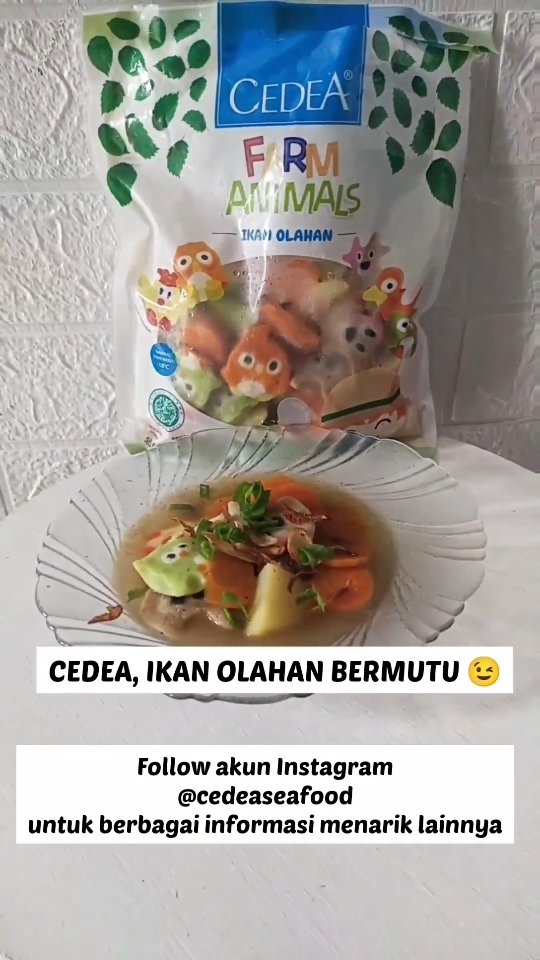 CEDEA®
FARM
ANIMALS
IKAN OLAHAN
CEDEA, IKAN OLAHAN BERMUTU 😉
Follow akun Instagram
@cedeaseafood
untuk berbagai informasi menarik lainnya